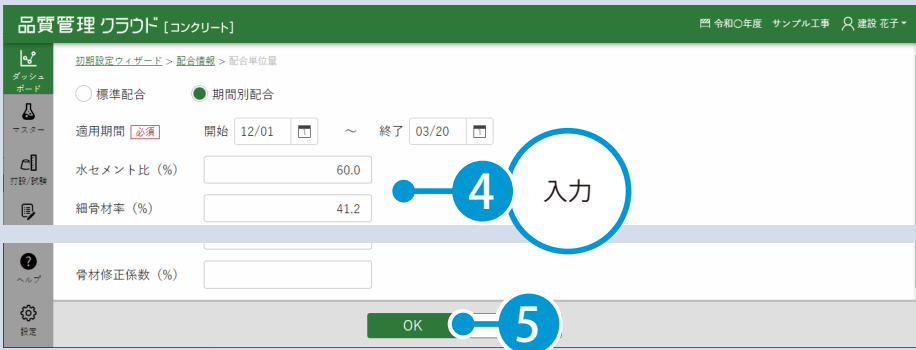 品質管理 クラウド [コンクリート]
令和〇年度 サンプル工事 建設 花子
ダッシュ
ボード
マスター
打設/試験
初期設定ウィザード > 配合情報 > 配合単位量
標準配合 期間別配合
適用期間 必須 開始 12/01 ～ 終了 03/20
水セメント比 (%) 60.0
細骨材率 (%) 41.2
4 入力
ヘルプ
骨材修正係数 (%)
設定
OK 5